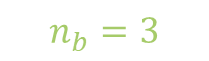 n_b = 3